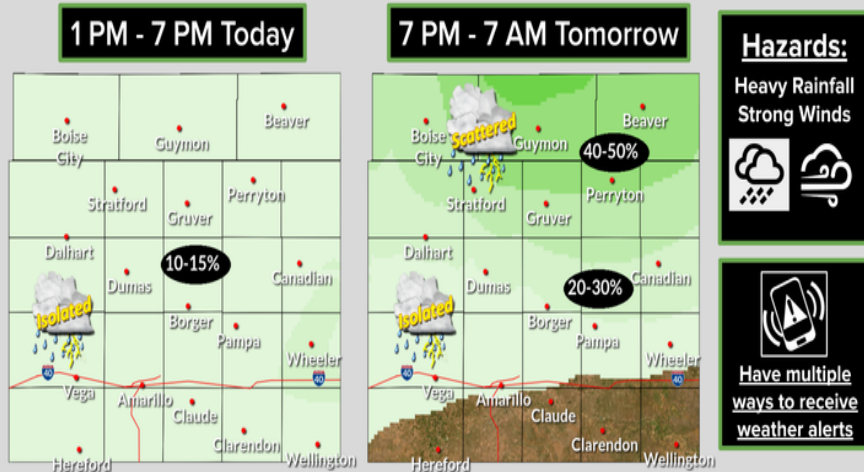 1 PM - 7 PM Today
Boise
City
Guymon
Beaver
Stratford
Gruver
Perryton
Dalhart
Dumas
10-15%
Canadian
Isolated
Borger
Pampa
Wheeler
40
40
Vega
Amarillo
Claude
Clarendon
Hereford
Wellington
7 PM - 7 AM Tomorrow
Boise
City
Scattered
Guymon
Beaver
40-50%
Stratford
Gruver
Perryton
Dalhart
Dumas
20-30%
Canadian
Isolated
Borger
Pampa
Wheeler
40
40
Vega
Amarillo
Claude
Clarendon
Hereford
Wellington
Hazards:
Heavy Rainfall
Strong Winds
Have multiple
ways to receive
weather alerts